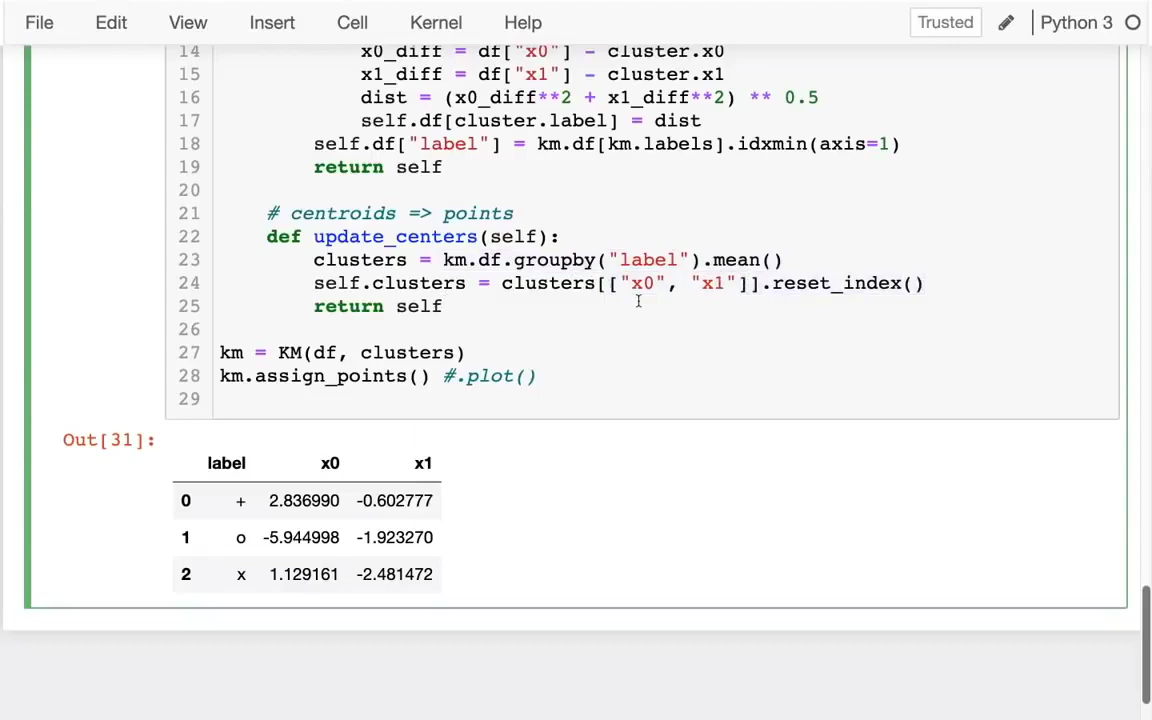 File Edit View Insert Cell Kernel Help Trusted Python 3
14 x0_diff = df["x0"] - cluster.x0
15 x1_diff = df["x1"] - cluster.x1
16 dist = (x0_diff**2 + x1_diff**2) ** 0.5
17 self.df[cluster.label] = dist
18 self.df["label"] = km.df[km.labels].idxmin(axis=1)
19 return self
20
21 # centroids => points
22 def update_centers(self):
23 clusters = km.df.groupby("label").mean()
24 self.clusters = clusters[["x0", "x1"]].reset_index()
25 return self
26
27 km = KM(df, clusters)
28 km.assign_points() #.plot()
29
Out[31]:
label x0 x1
0 + 2.836990 -0.602777
1 o -5.944998 -1.923270
2 x 1.129161 -2.481472